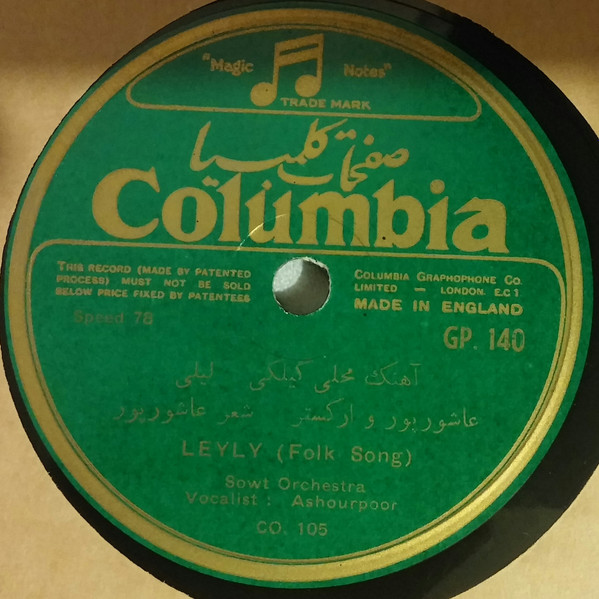 "Magic Notes"
TRADE MARK
صفحات کلمبیا
Columbia
THIS RECORD (MADE BY PATENTED
PROCESS) MUST NOT BE SOLD
BELOW PRICE FIXED BY PATENTEES
Speed 78
COLUMBIA GRAPHOPHONE CO.
LIMITED — LONDON. E.C 1
MADE IN ENGLAND
GP. 140
آهنک محلی کیلکی لیلی
عاشورپور و ارکستر شعر عاشورپور
LEYLY (Folk Song)
Sowt Orchestra
Vocalist : Ashourpoor
CO. 105